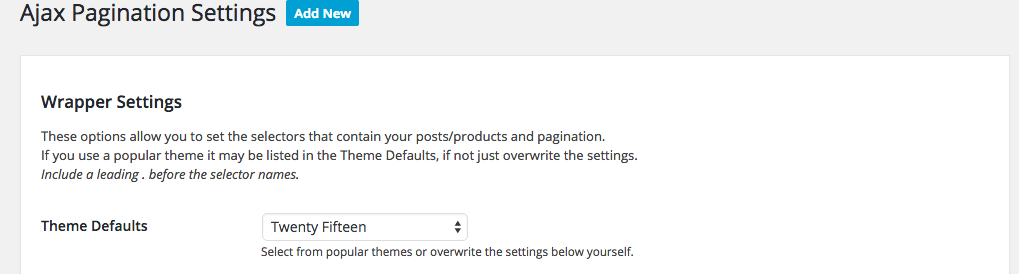 Ajax Pagination Settings Add New
Wrapper Settings
These options allow you to set the selectors that contain your posts/products and pagination.
If you use a popular theme it may be listed in the Theme Defaults, if not just overwrite the settings.
Include a leading . before the selector names.
Theme Defaults Twenty Fifteen
Select from popular themes or overwrite the settings below yourself.